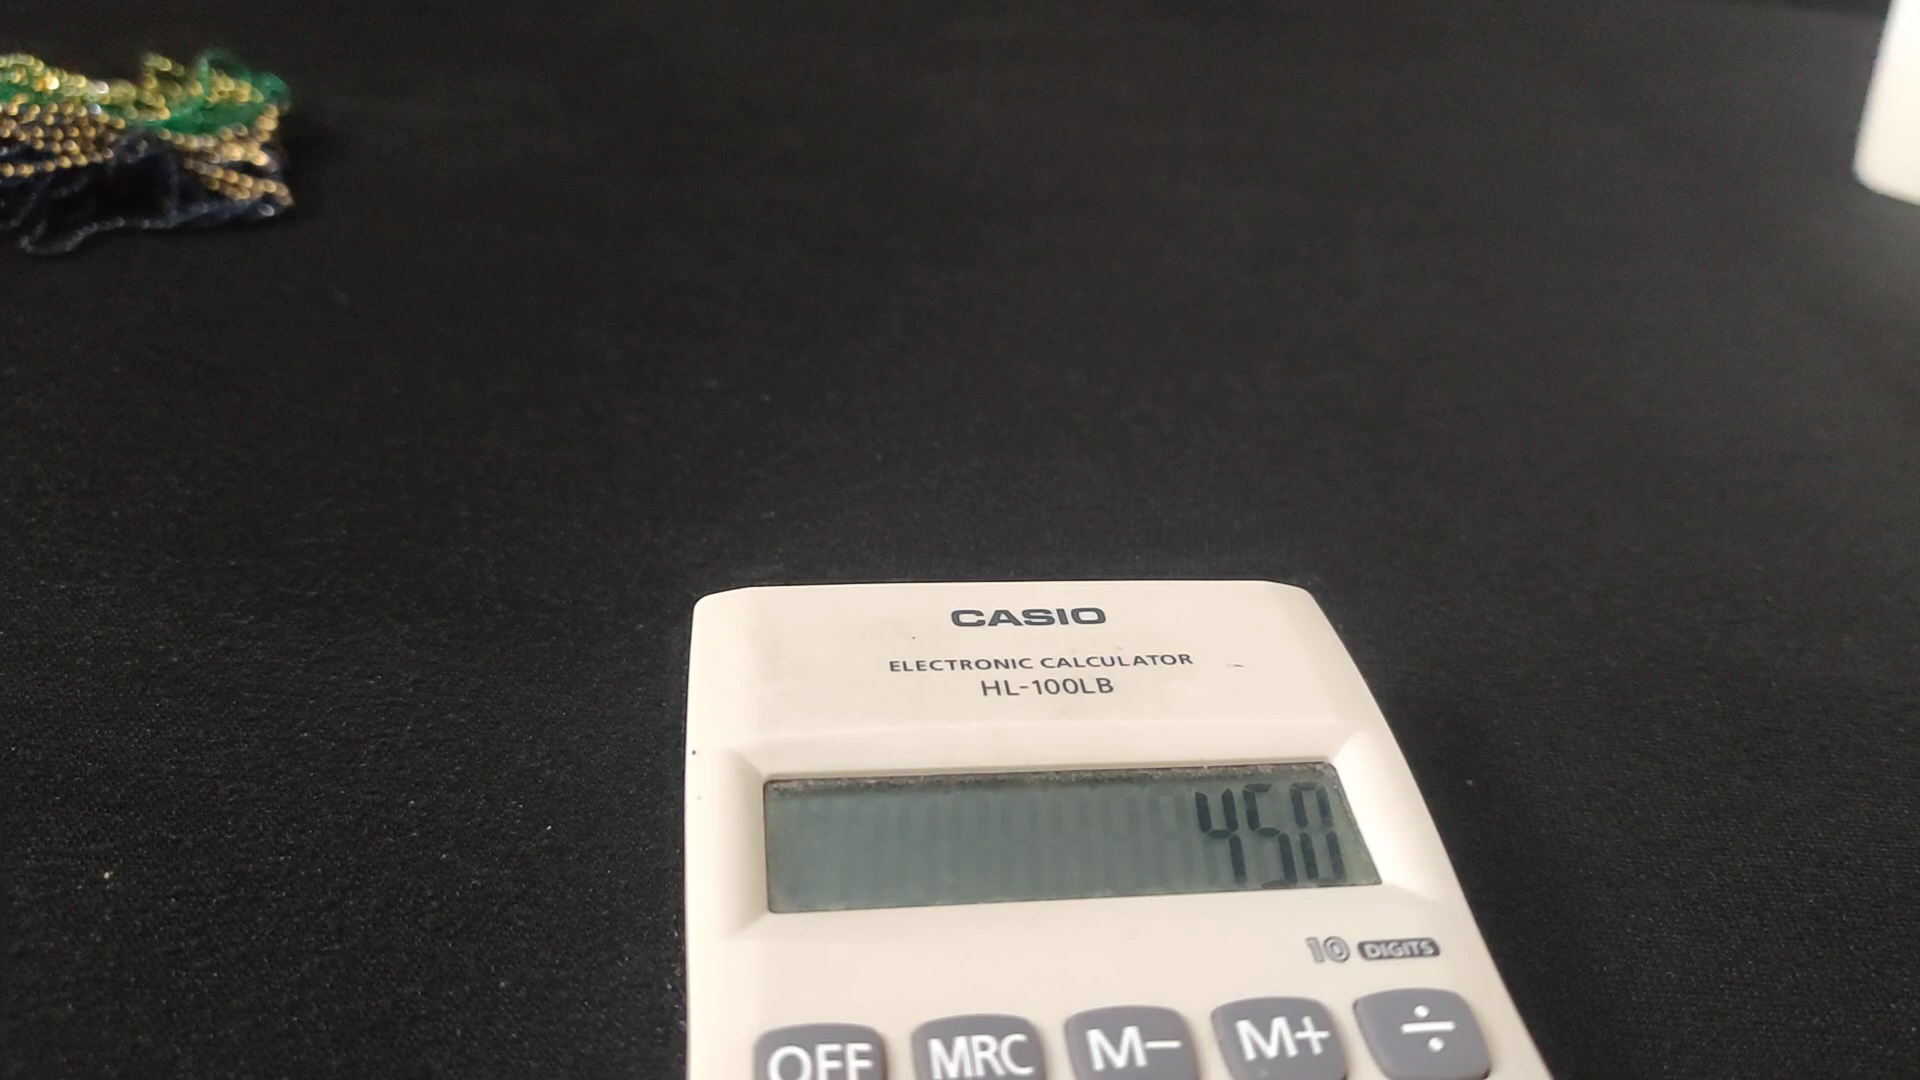 CASIO
ELECTRONIC CALCULATOR
HL-100LB
450
10 DIGITS
OFF MRC M− M+ ÷